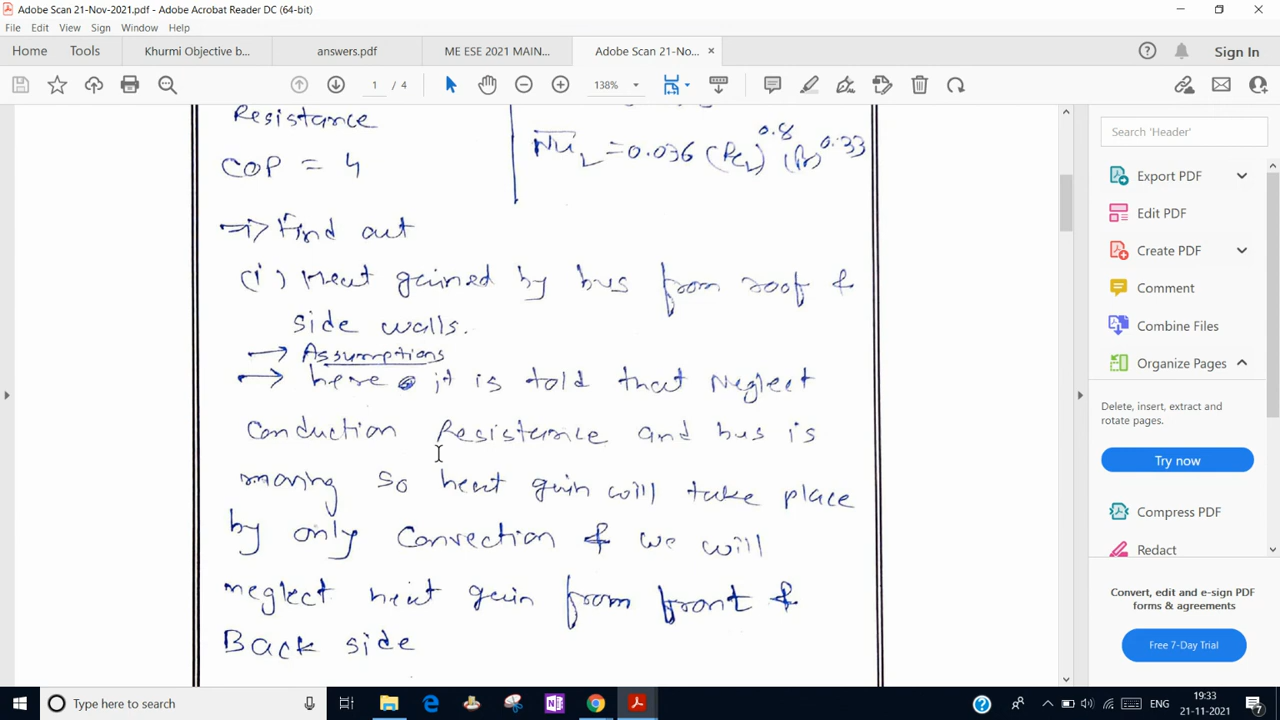 Adobe Scan 21-Nov-2021.pdf - Adobe Acrobat Reader DC (64-bit)
File Edit View Sign Window Help
Home Tools Khurmi Objective b... answers.pdf ME ESE 2021 MAIN... Adobe Scan 21-No... × Sign In
1 / 4 138%
Resistance
COP = 4
N̅u̅L = 0.036 (ReL)^0.8 (Pr)^0.33
=> Find out
(i) Heat gained by bus from roof &
side walls.
→ Assumptions
→ here it is told that Neglect
Conduction Resistance and bus is
moving so heat gain will take place
by only Convection & we will
neglect heat gain from front &
Back side
Search 'Header'
Export PDF
Edit PDF
Create PDF
Comment
Combine Files
Organize Pages
Delete, insert, extract and
rotate pages.
Try now
Compress PDF
Redact
Convert, edit and e-sign PDF
forms & agreements
Free 7-Day Trial
Type here to search
ENG
19:33
21-11-2021
7